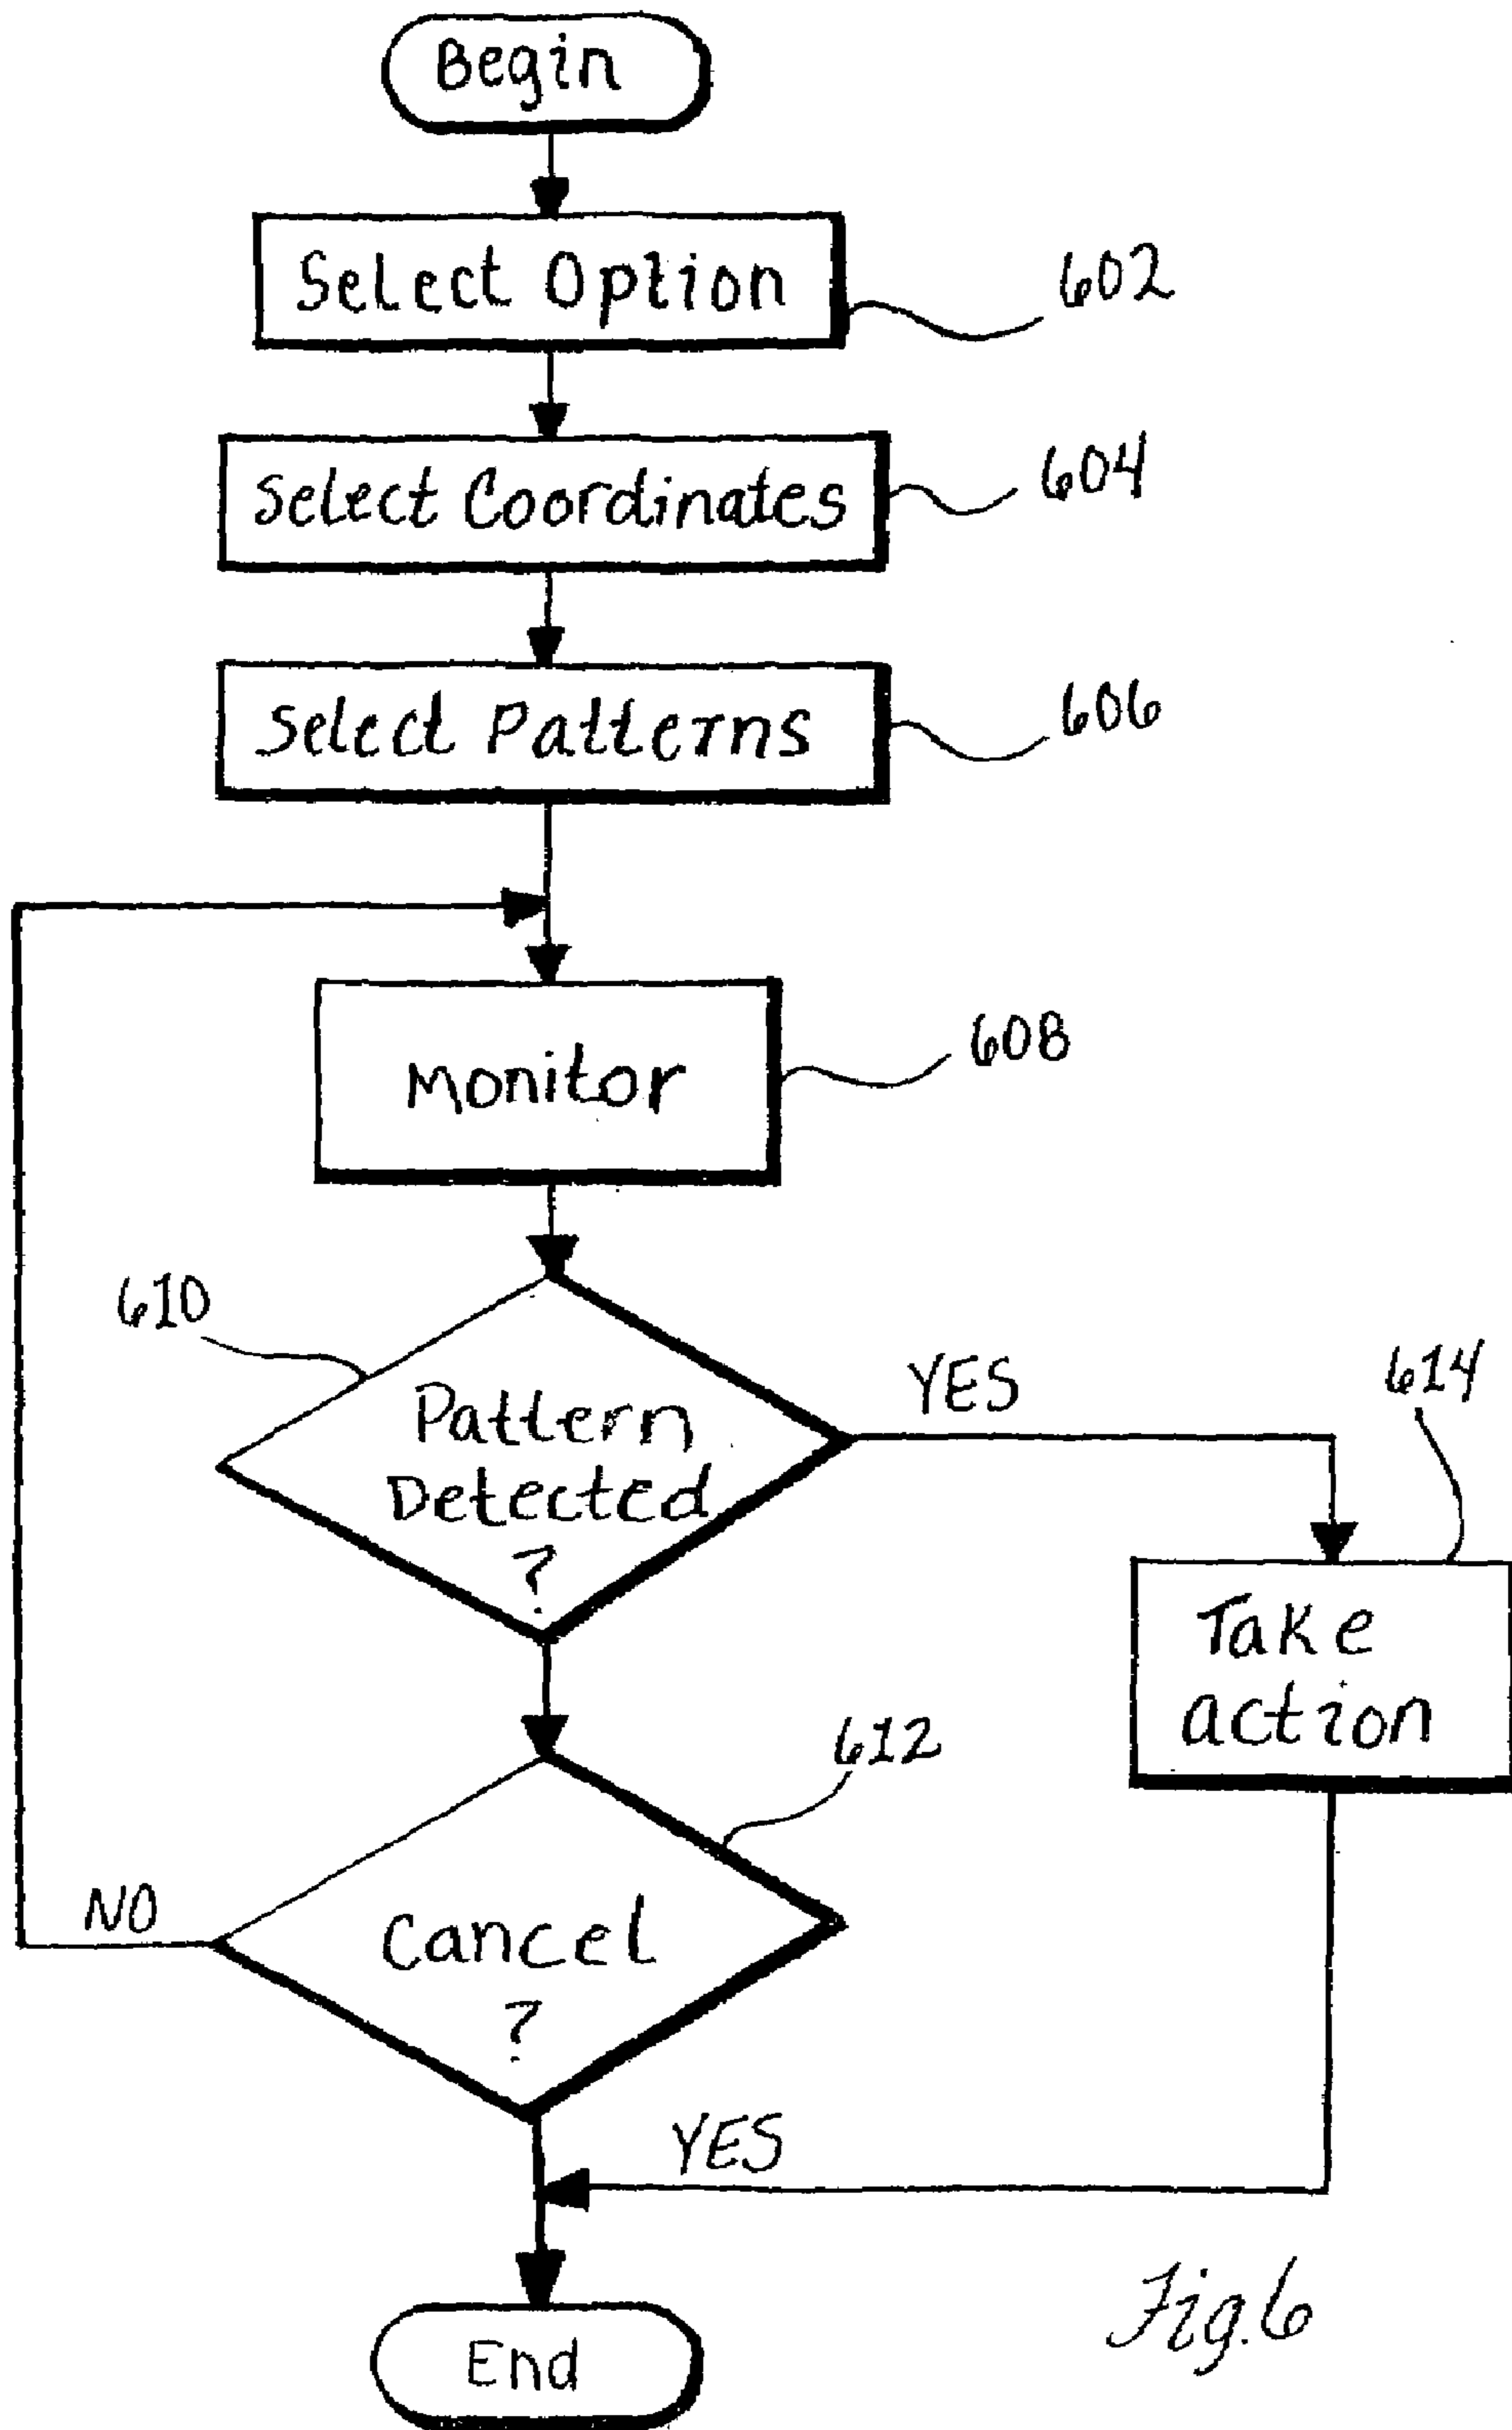 Begin
Select Option
602
Select Coordinates
604
Select Patterns
606
Monitor
608
610
Pattern
Detected
?
YES
614
Take
action
612
Cancel
?
NO
YES
End
Fig. 6